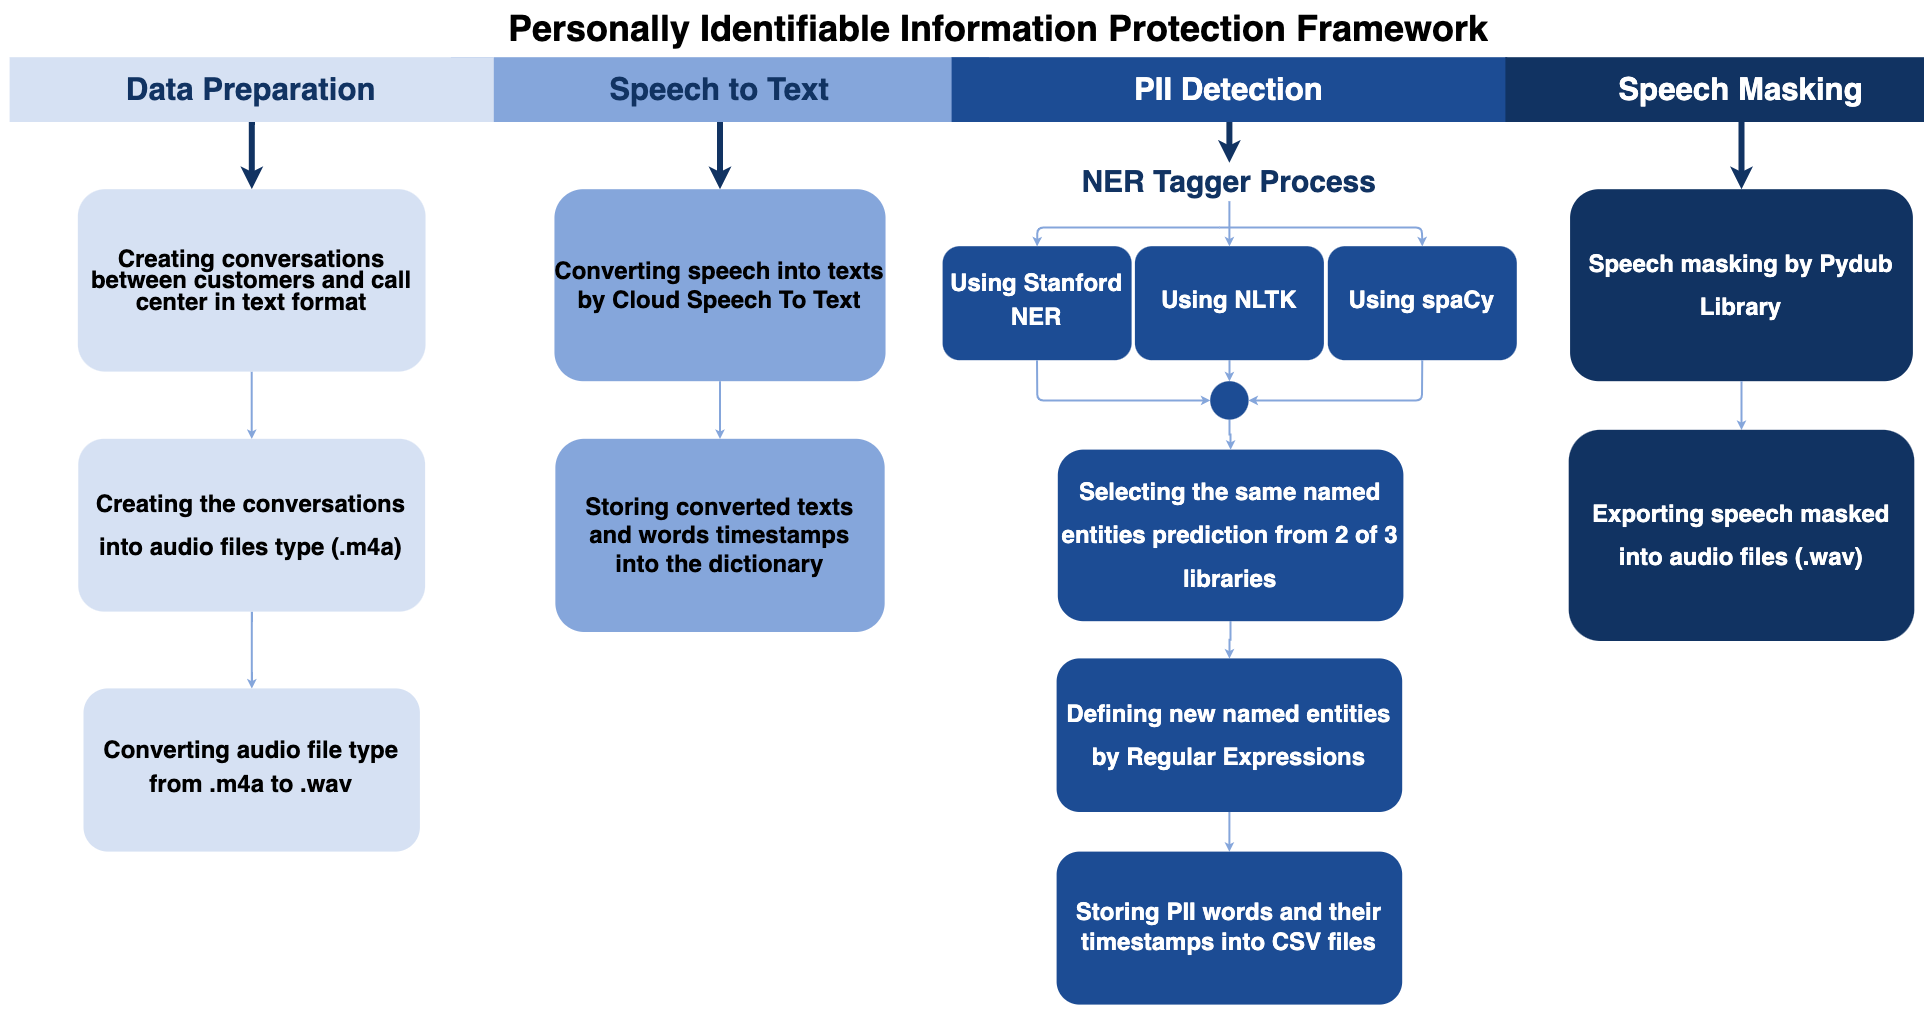 Personally Identifiable Information Protection Framework
Data Preparation
Speech to Text
PII Detection
Speech Masking
Creating conversations
between customers and call
center in text format
Creating the conversations
into audio files type (.m4a)
Converting audio file type
from .m4a to .wav
Converting speech into texts
by Cloud Speech To Text
Storing converted texts
and words timestamps
into the dictionary
NER Tagger Process
Using Stanford
NER
Using NLTK
Using spaCy
Selecting the same named
entities prediction from 2 of 3
libraries
Defining new named entities
by Regular Expressions
Storing PII words and their
timestamps into CSV files
Speech masking by Pydub
Library
Exporting speech masked
into audio files (.wav)